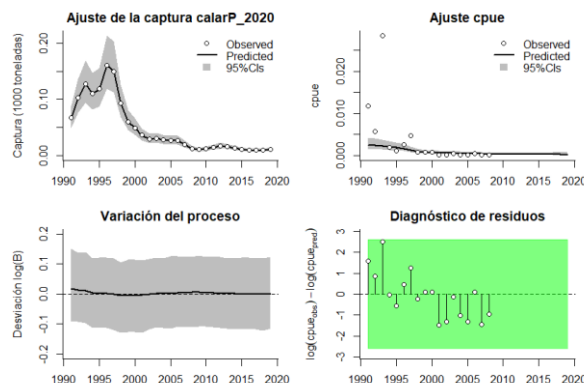 Ajuste de la captura calarP_2020
Captura (1000 toneladas)
0.00 0.10 0.20
Observed
Predicted
95%CIs
1990 1995 2000 2005 2010 2015 2020
Ajuste cpue
cpue
0.000 0.010 0.020
Observed
Predicted
95%CIs
1990 1995 2000 2005 2010 2015 2020
Variación del proceso
Desviación log(B)
-0.2 -0.1 0.0 0.1 0.2
1990 1995 2000 2005 2010 2015 2020
Diagnóstico de residuos
log(cpueobs) − log(cpuepred)
-3 -2 -1 0 1 2 3
1990 1995 2000 2005 2010 2015 2020